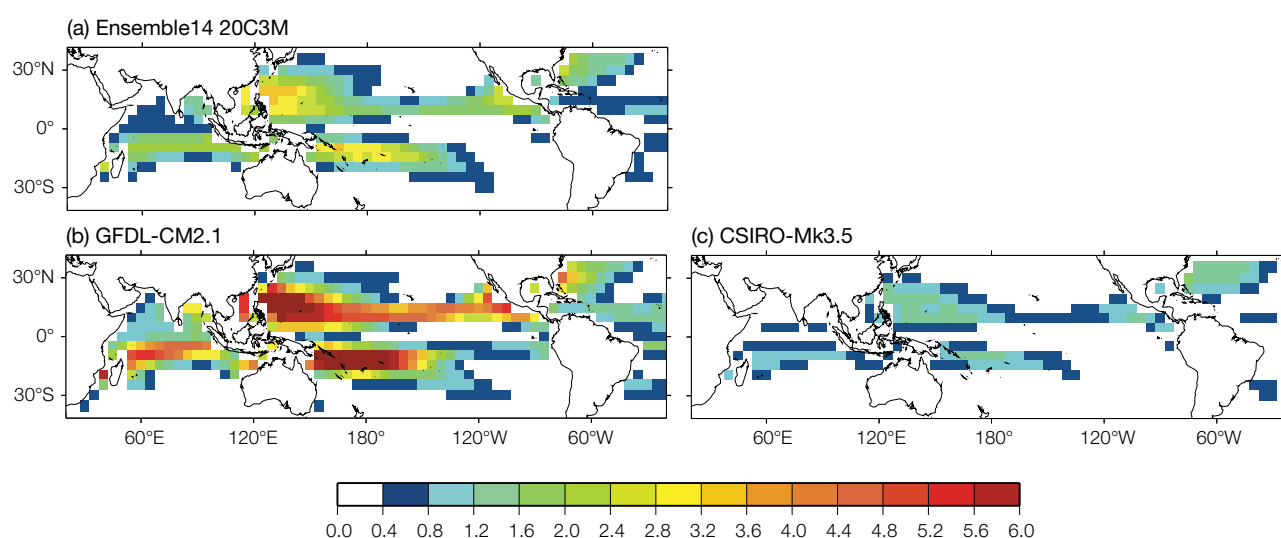 (a) Ensemble14 20C3M
30°N
0°
30°S
(b) GFDL-CM2.1
(c) CSIRO-Mk3.5
30°N
0°
30°S
60°E 120°E 180° 120°W 60°W
60°E 120°E 180° 120°W 60°W
0.0 0.4 0.8 1.2 1.6 2.0 2.4 2.8 3.2 3.6 4.0 4.4 4.8 5.2 5.6 6.0